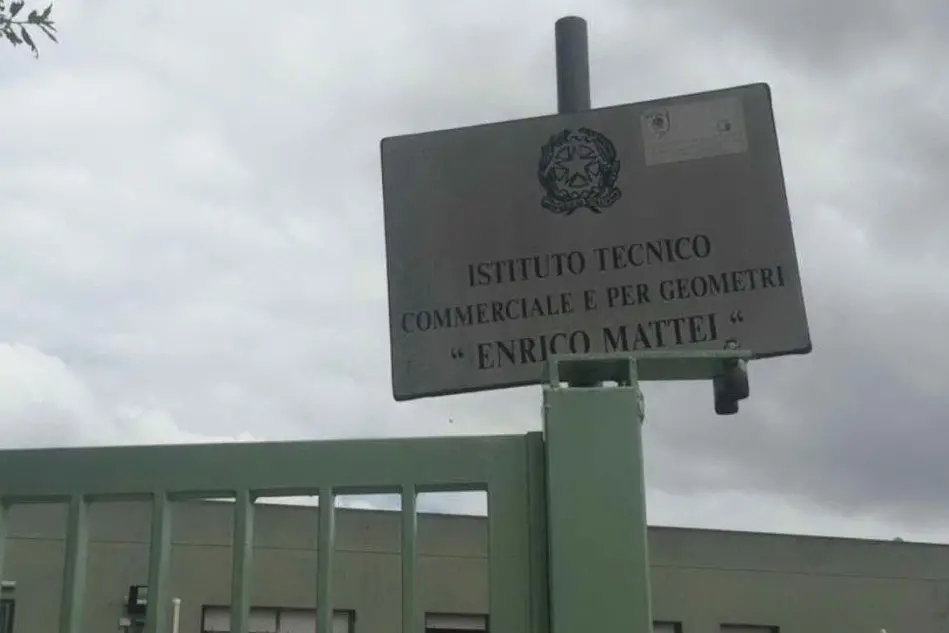 ISTITUTO TECNICO
COMMERCIALE E PER GEOMETRI
“ ENRICO MATTEI “